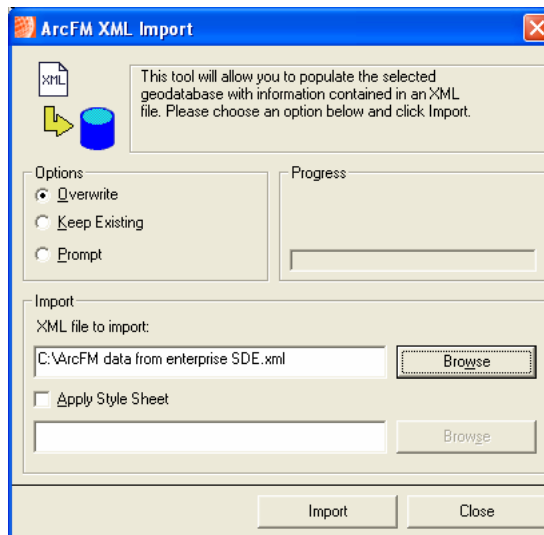 ArcFM XML Import
XML
This tool will allow you to populate the selected
geodatabase with information contained in an XML
file. Please choose an option below and click Import.
Options
Overwrite
Keep Existing
Prompt
Progress
Import
XML file to import:
C:\ArcFM data from enterprise SDE.xml
Browse
Apply Style Sheet
Browse
Import
Close